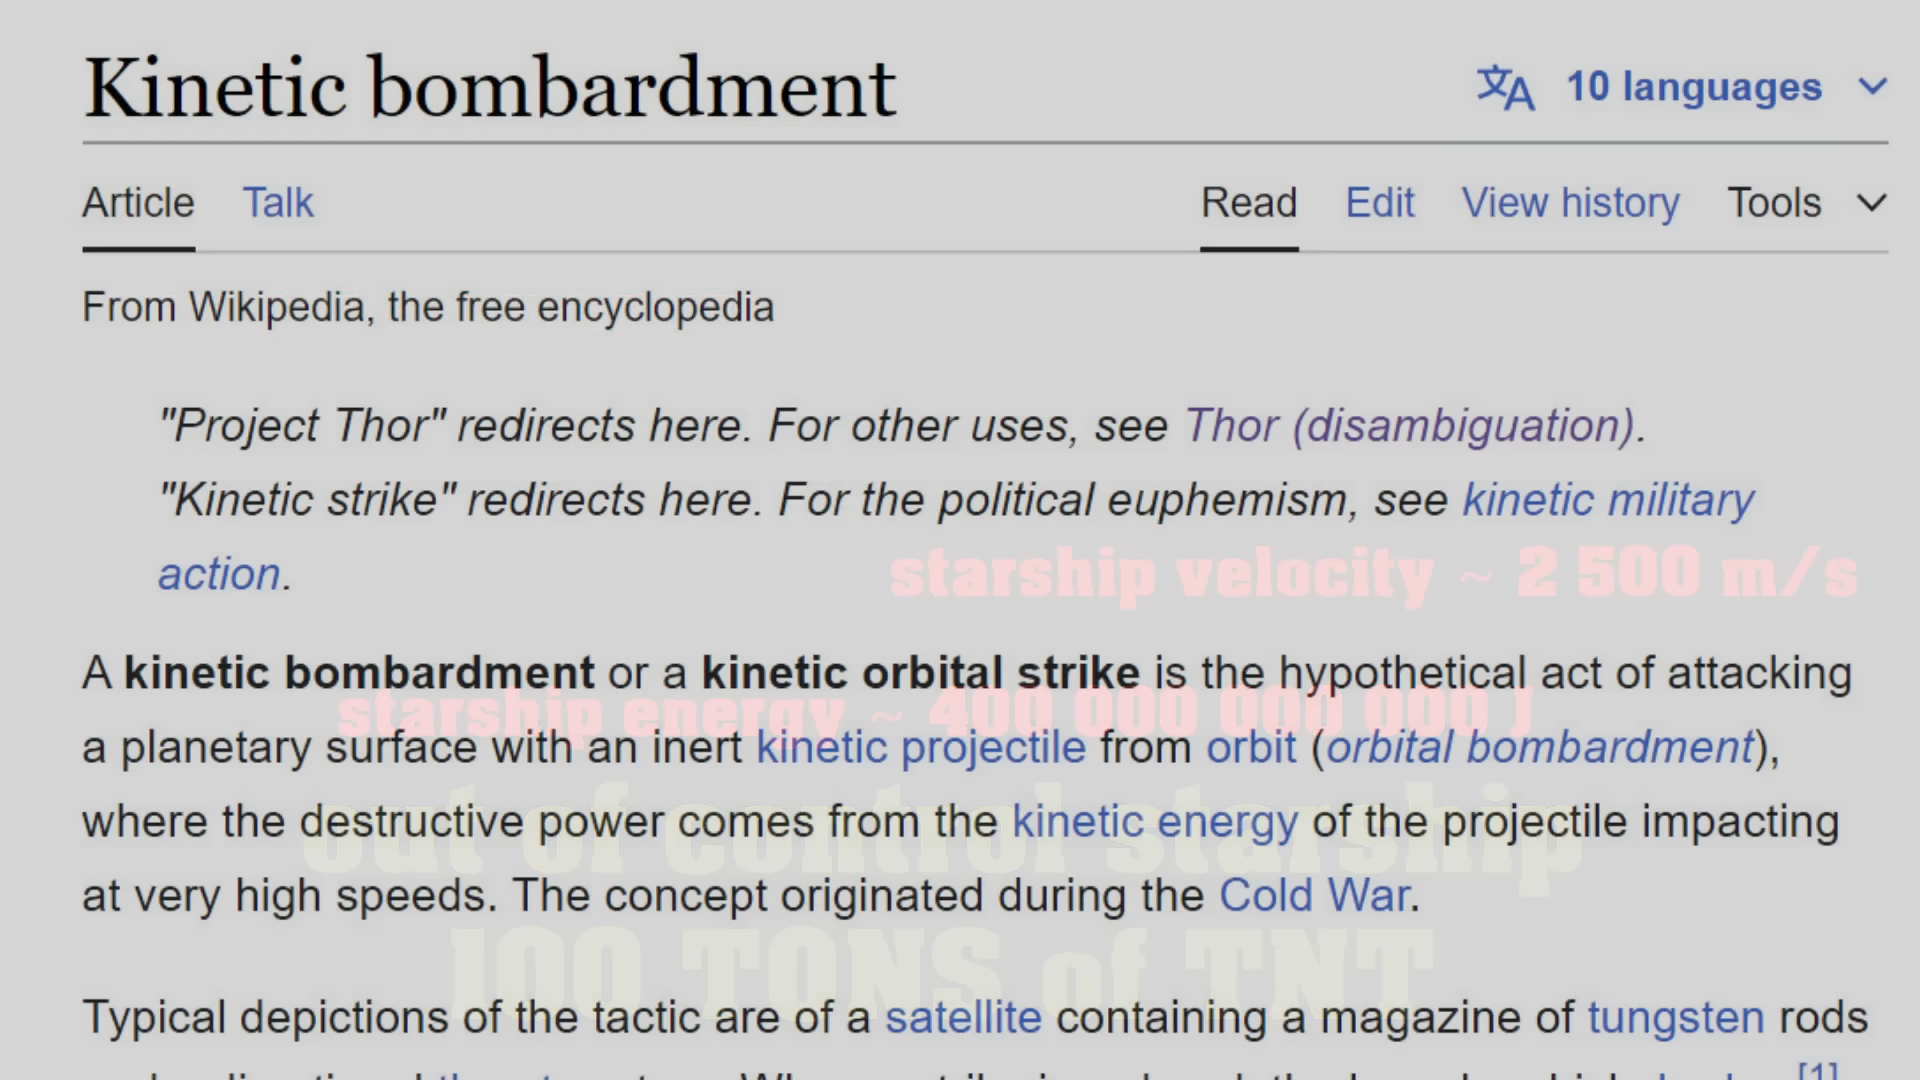 Kinetic bombardment
10 languages
Article Talk Read Edit View history Tools
From Wikipedia, the free encyclopedia
"Project Thor" redirects here. For other uses, see Thor (disambiguation).
"Kinetic strike" redirects here. For the political euphemism, see kinetic military
action.
starship velocity ~ 2 500 m/s
A kinetic bombardment or a kinetic orbital strike is the hypothetical act of attacking
starship energy ~ 400 000 000 000 J
a planetary surface with an inert kinetic projectile from orbit (orbital bombardment),
where the destructive power comes from the kinetic energy of the projectile impacting
out of control starship
at very high speeds. The concept originated during the Cold War.
100 TONS of TNT
Typical depictions of the tactic are of a satellite containing a magazine of tungsten rods
[1]